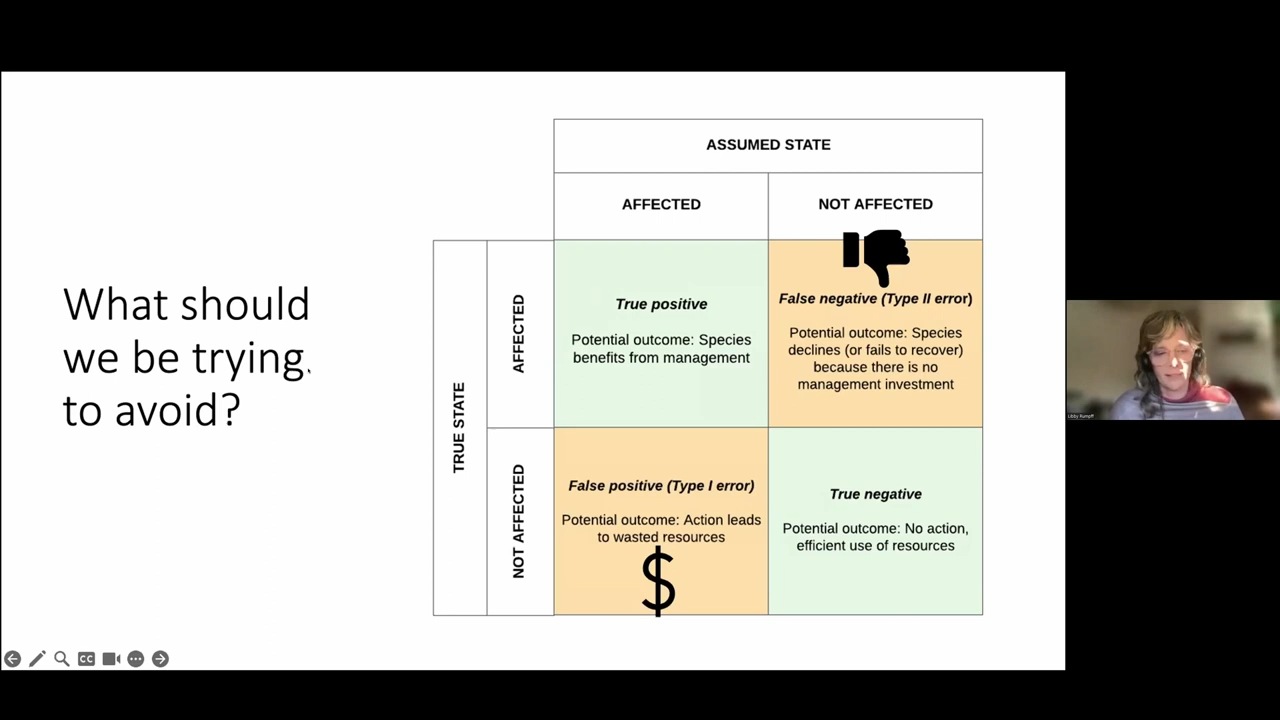 What should
we be trying
to avoid?
ASSUMED STATE
AFFECTED
NOT AFFECTED
TRUE STATE
AFFECTED
True positive
Potential outcome: Species
benefits from management
False negative (Type II error)
Potential outcome: Species
declines (or fails to recover)
because there is no
management investment
NOT AFFECTED
False positive (Type I error)
Potential outcome: Action leads
to wasted resources
$
True negative
Potential outcome: No action,
efficient use of resources
CC
Libby Rumpff